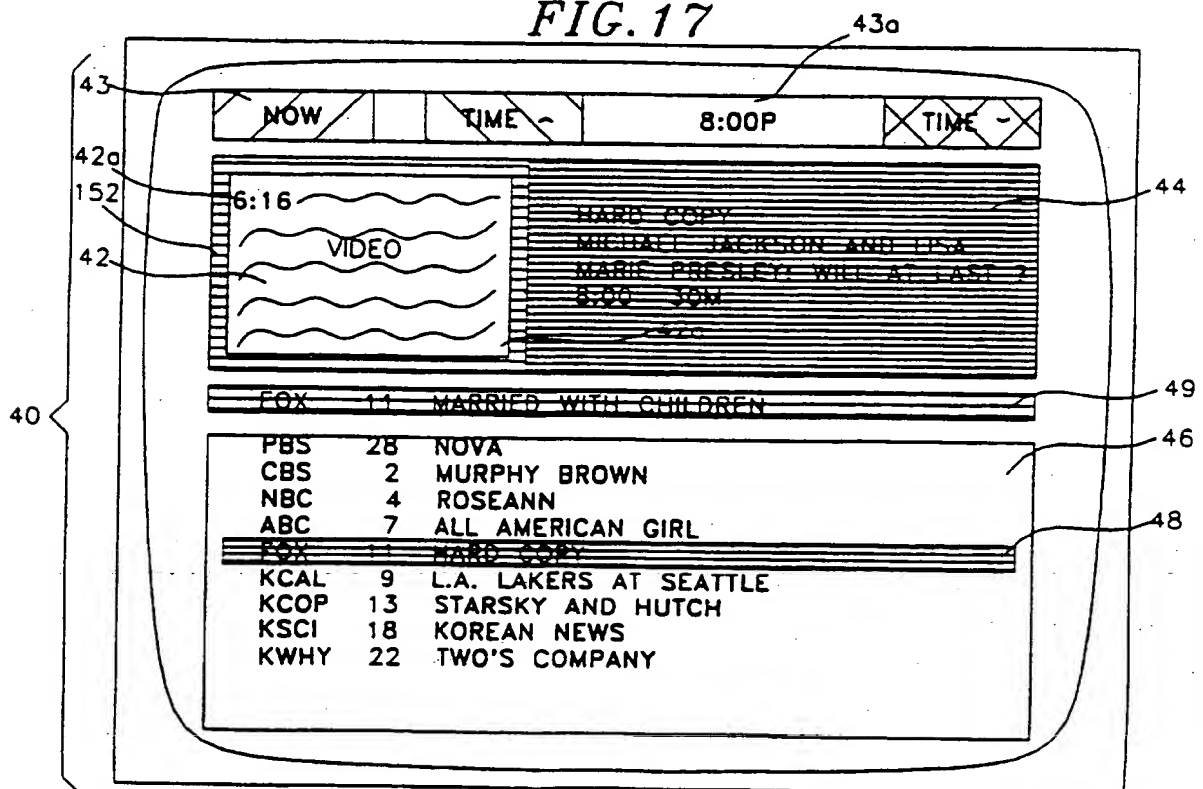 FIG. 17
43a
43
NOW TIME - 8:00P TIME -
42a
152
42
6:16
VIDEO
44
HARD COPY
MICHAEL JACKSON AND LISA
MARIE PRESLEY: WILL AT LAST ?
8:00 30M
40
FOX 11 MARRIED WITH CHILDREN
49
46
PBS 28 NOVA
CBS 2 MURPHY BROWN
NBC 4 ROSEANN
ABC 7 ALL AMERICAN GIRL
48
FOX 11 HARD COPY
KCAL 9 L.A. LAKERS AT SEATTLE
KCOP 13 STARSKY AND HUTCH
KSCI 18 KOREAN NEWS
KWHY 22 TWO'S COMPANY